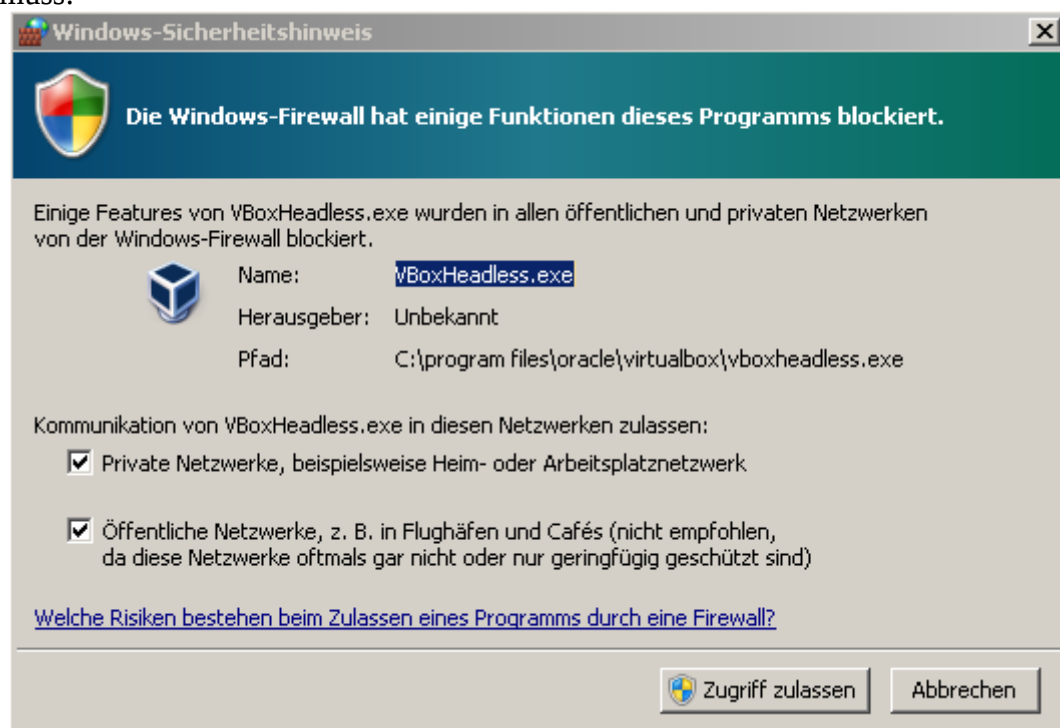 muss.
Windows-Sicherheitshinweis
Die Windows-Firewall hat einige Funktionen dieses Programms blockiert.
Einige Features von VBoxHeadless.exe wurden in allen öffentlichen und privaten Netzwerken
von der Windows-Firewall blockiert.
Name: VBoxHeadless.exe
Herausgeber: Unbekannt
Pfad: C:\program files\oracle\virtualbox\vboxheadless.exe
Kommunikation von VBoxHeadless.exe in diesen Netzwerken zulassen:
Private Netzwerke, beispielsweise Heim- oder Arbeitsplatznetzwerk
Öffentliche Netzwerke, z. B. in Flughäfen und Cafés (nicht empfohlen,
da diese Netzwerke oftmals gar nicht oder nur geringfügig geschützt sind)
Welche Risiken bestehen beim Zulassen eines Programms durch eine Firewall?
Zugriff zulassen Abbrechen